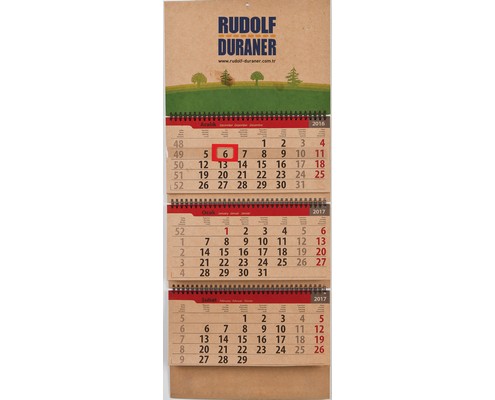 RUDOLF
DURANER
www.rudolf-duraner.com.tr
Aralık 2016
48 1 2 3 4
49 5 6 7 8 9 10 11
50 12 13 14 15 16 17 18
51 19 20 21 22 23 24 25
52 26 27 28 29 30 31
Ocak 2017
52 1 2 3 4 5 6
1 7 8 9 10 11 12 13
2 14 15 16 17 18 19 20
3 21 22 23 24 25 26 27
4 28 29 30 31
Şubat 2017
5 1 2 3 4 5
6 6 7 8 9 10 11 12
7 13 14 15 16 17 18 19
8 20 21 22 23 24 25 26
9 27 28 29